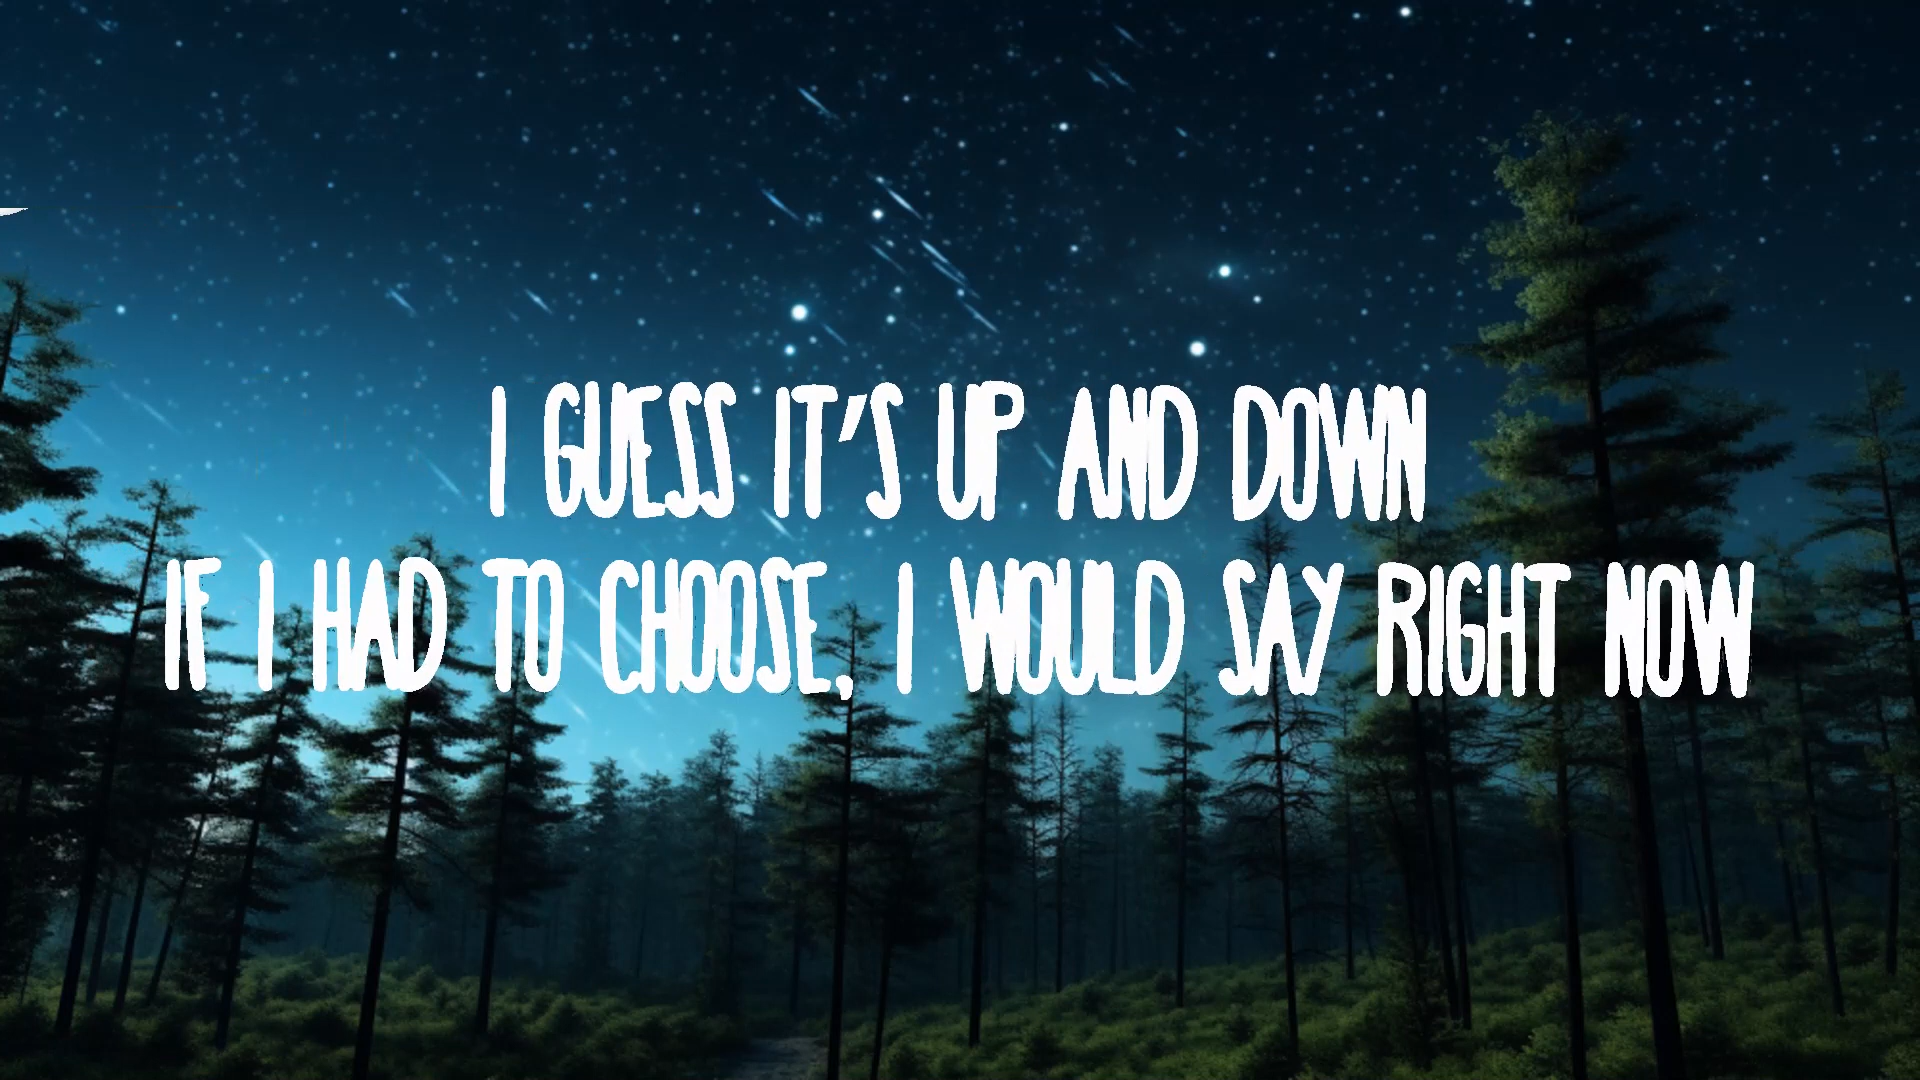 I GUESS IT'S UP AND DOWN
IF I HAD TO CHOOSE, I WOULD SAY RIGHT NOW